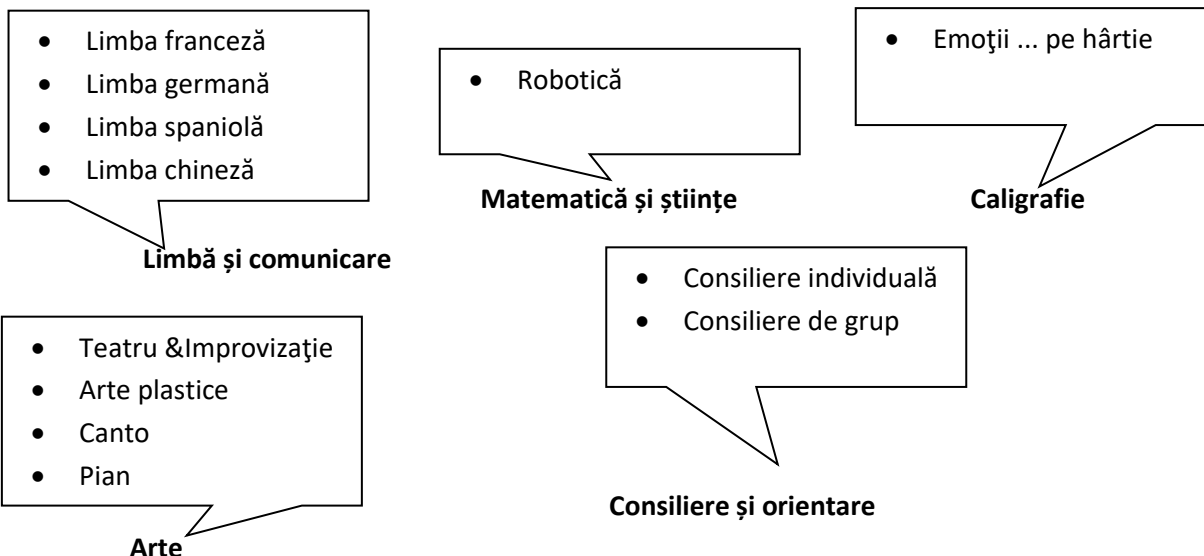 • Limba franceză
• Limba germană
• Limba spaniolă
• Limba chineză
Limbă și comunicare
• Robotică
Matematică și științe
• Emoţii ... pe hârtie
Caligrafie
• Teatru &Improvizaţie
• Arte plastice
• Canto
• Pian
Arte
• Consiliere individuală
• Consiliere de grup
Consiliere și orientare